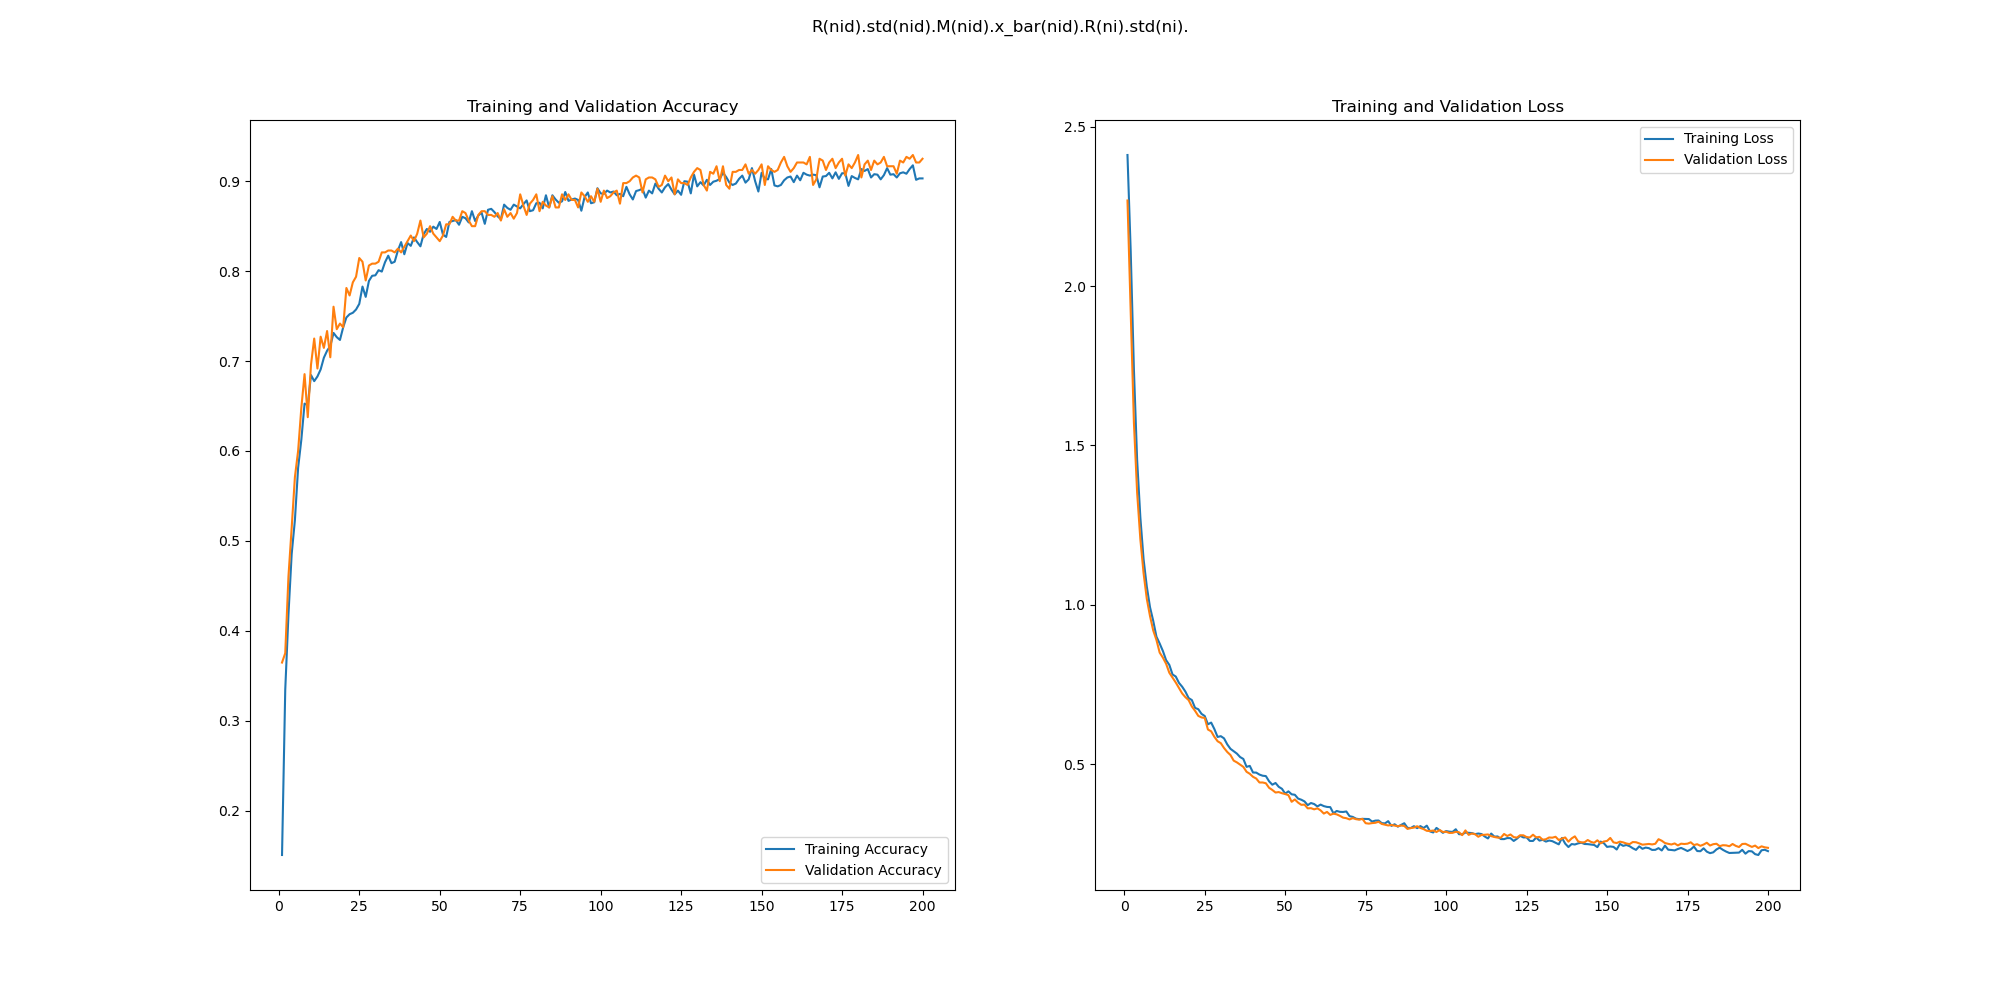 R(nid).std(nid).M(nid).x_bar(nid).R(ni).std(ni).
Training and Validation Accuracy
0.9
0.8
0.7
0.6
0.5
0.4
0.3
0.2
0 25 50 75 100 125 150 175 200
Training Accuracy
Validation Accuracy
Training and Validation Loss
2.5
2.0
1.5
1.0
0.5
0 25 50 75 100 125 150 175 200
Training Loss
Validation Loss